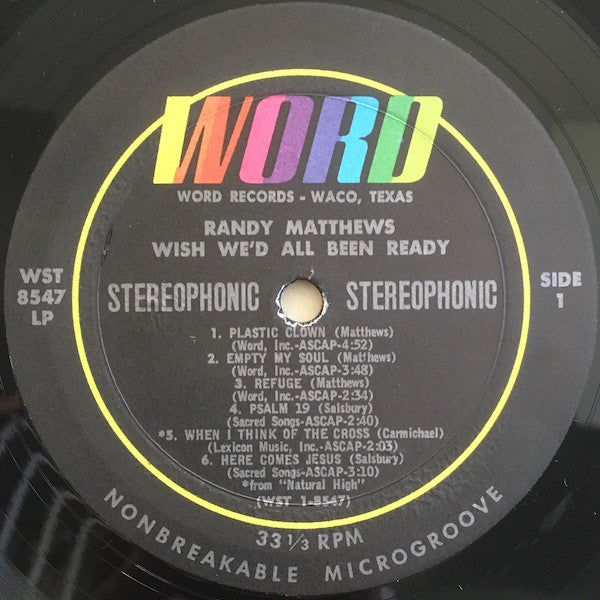 WORD
WORD RECORDS - WACO, TEXAS
RANDY MATTHEWS
WISH WE'D ALL BEEN READY
WST
8547
LP
STEREOPHONIC STEREOPHONIC
SIDE
1
1. PLASTIC CLOWN (Matthews)
(Word, Inc.-ASCAP-4:52)
2. EMPTY MY SOUL (Matthews)
(Word, Inc.-ASCAP-3:48)
3. REFUGE (Matthews)
(Word, Inc.-ASCAP-2:34)
4. PSALM 19 (Salsbury)
(Sacred Songs-ASCAP-2:40)
*5. WHEN I THINK OF THE CROSS (Carmichael)
(Lexicon Music, Inc.-ASCAP-2:03)
6. HERE COMES JESUS (Salsbury)
(Sacred Songs-ASCAP-3:10)
*from "Natural High"
(WST 1-8547)
33 1/3 RPM
NONBREAKABLE MICROGROOVE